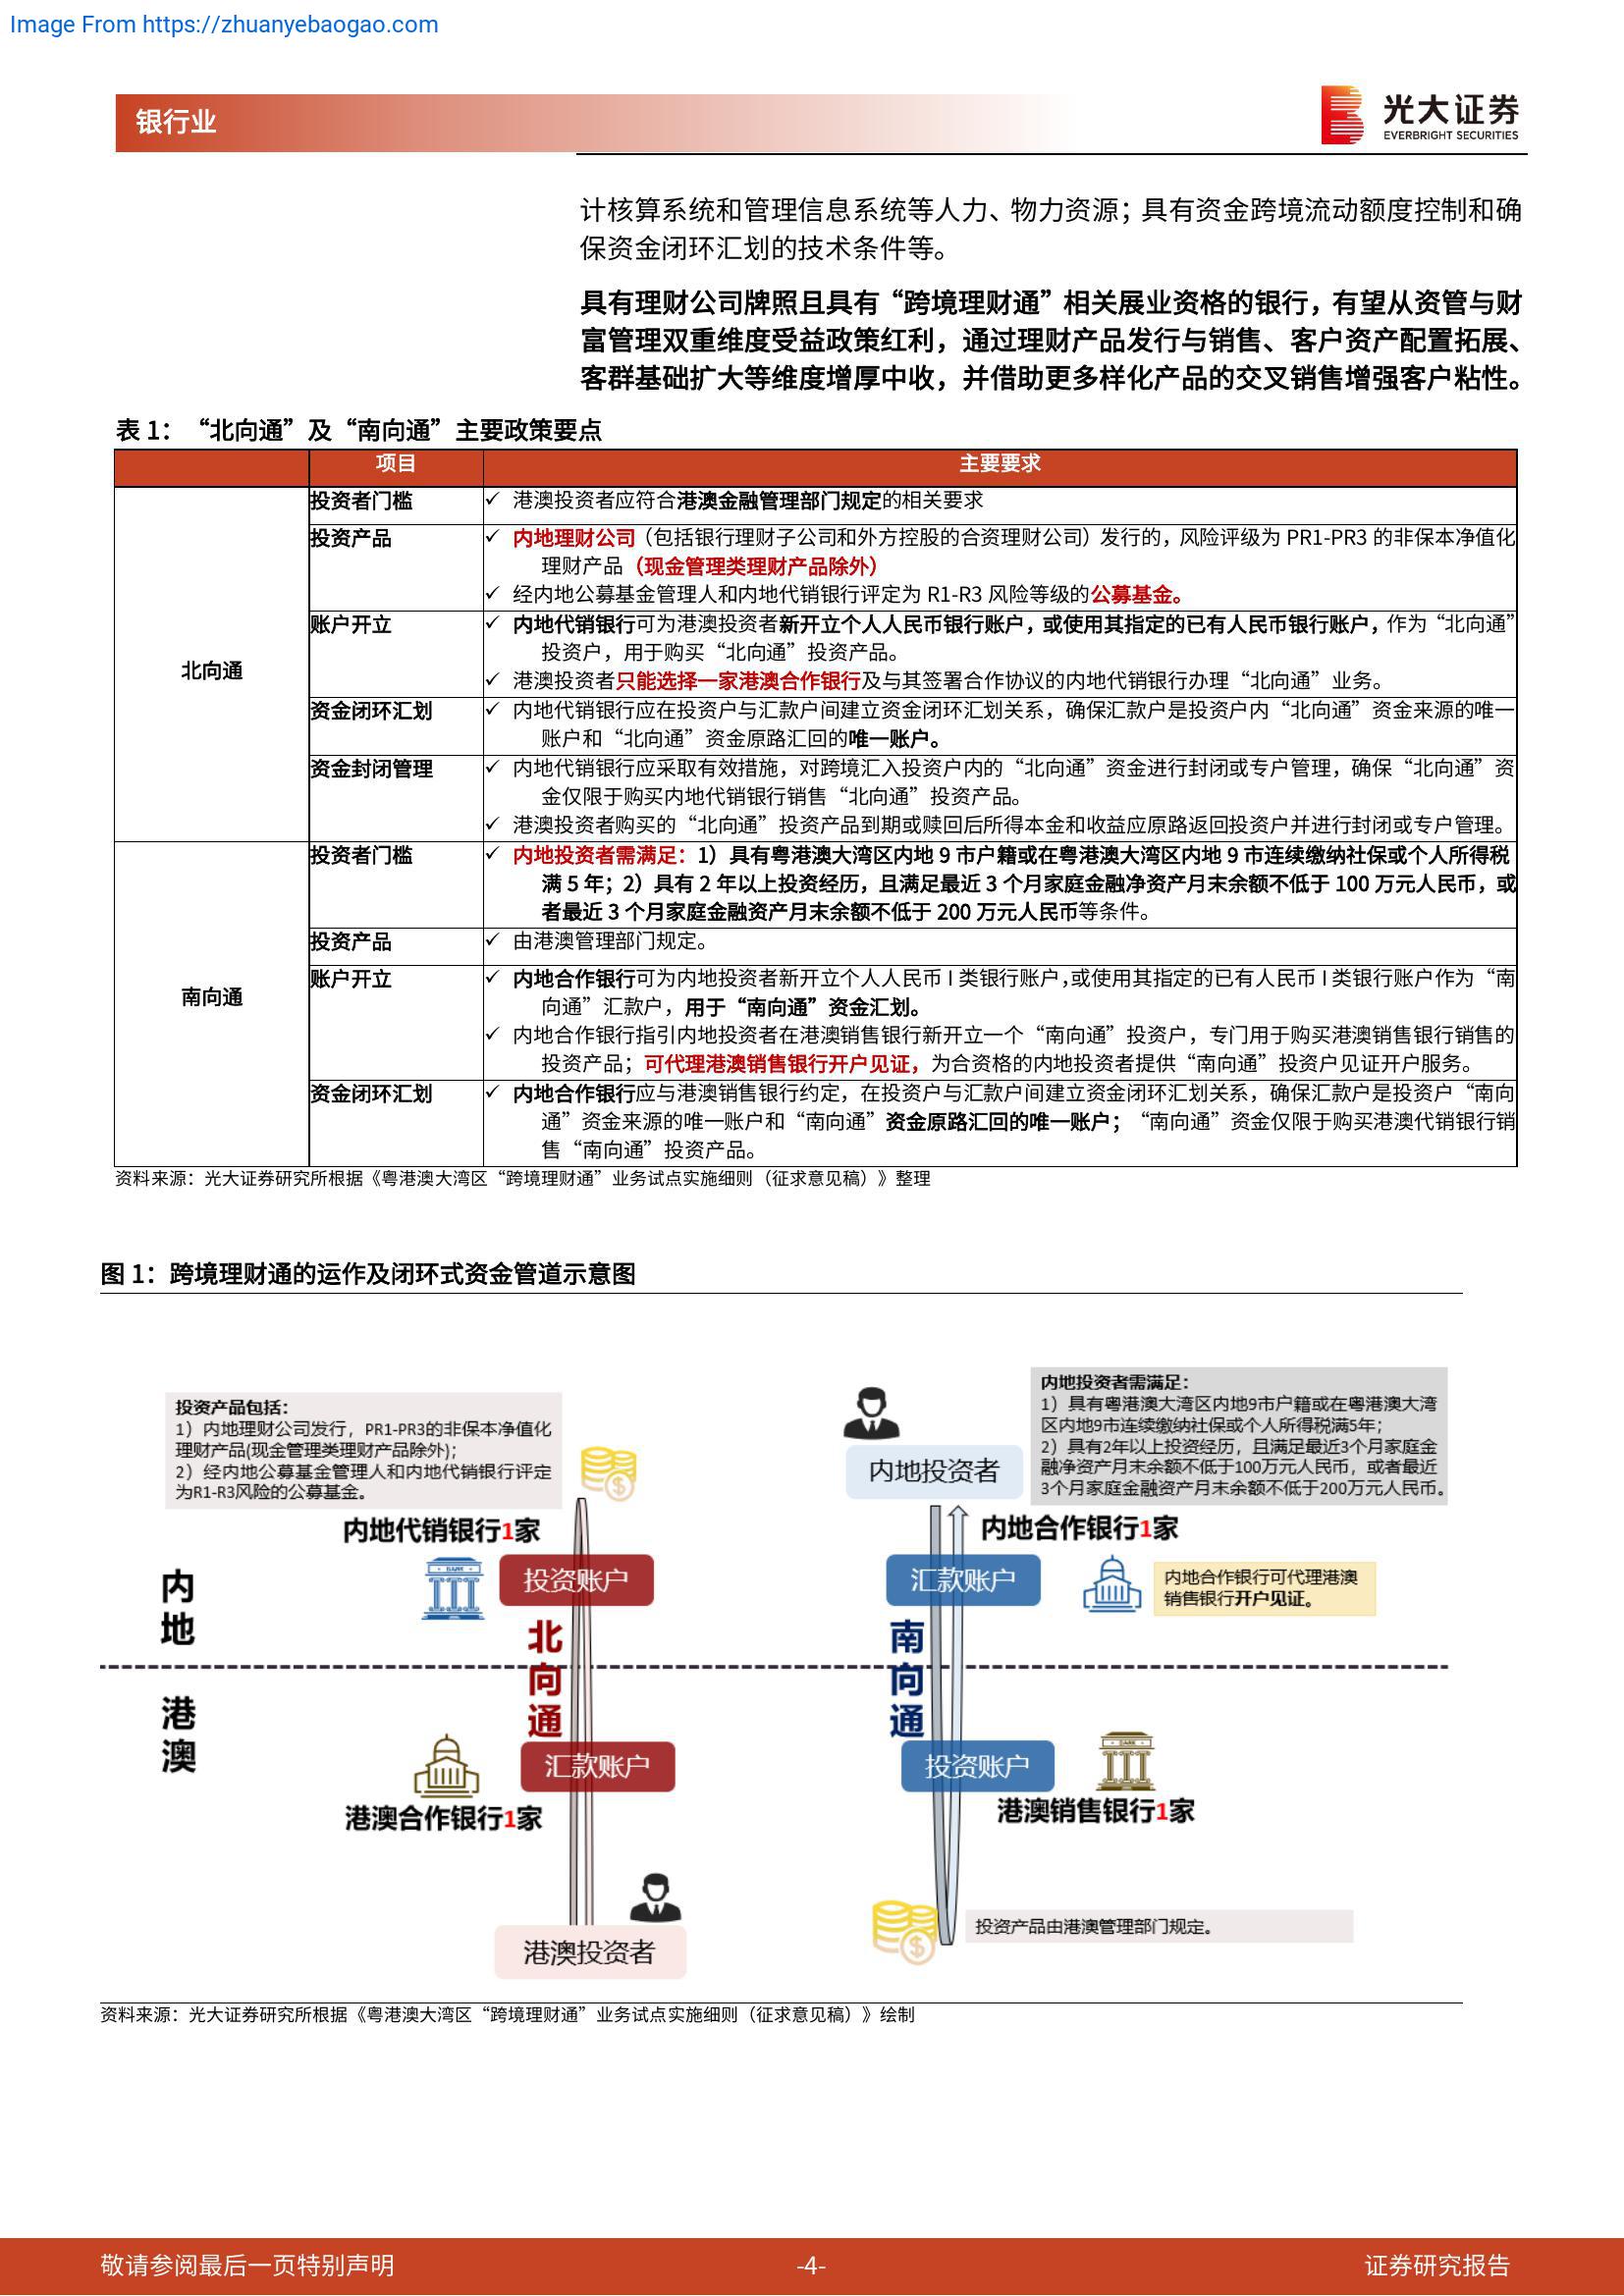 Image From https://zhuanyebaogao.com
银行业
光大证券
EVERBRIGHT SECURITIES
计核算系统和管理信息系统等人力、物力资源；具有资金跨境流动额度控制和确
保资金闭环汇划的技术条件等。
具有理财公司牌照且具有“跨境理财通”相关展业资格的银行，有望从资管与财
富管理双重维度受益政策红利，通过理财产品发行与销售、客户资产配置拓展、
客群基础扩大等维度增厚中收，并借助更多样化产品的交叉销售增强客户粘性。
表 1：“北向通”及“南向通”主要政策要点
项目 主要要求
北向通
投资者门槛
✓ 港澳投资者应符合港澳金融管理部门规定的相关要求
投资产品
✓ 内地理财公司（包括银行理财子公司和外方控股的合资理财公司）发行的，风险评级为 PR1-PR3 的非保本净值化
理财产品（现金管理类理财产品除外）
✓ 经内地公募基金管理人和内地代销银行评定为 R1-R3 风险等级的公募基金。
账户开立
✓ 内地代销银行可为港澳投资者新开立个人人民币银行账户，或使用其指定的已有人民币银行账户，作为“北向通”
投资户，用于购买“北向通”投资产品。
✓ 港澳投资者只能选择一家港澳合作银行及与其签署合作协议的内地代销银行办理“北向通”业务。
资金闭环汇划
✓ 内地代销银行应在投资户与汇款户间建立资金闭环汇划关系，确保汇款户是投资户内“北向通”资金来源的唯一
账户和“北向通”资金原路汇回的唯一账户。
资金封闭管理
✓ 内地代销银行应采取有效措施，对跨境汇入投资户内的“北向通”资金进行封闭或专户管理，确保“北向通”资
金仅限于购买内地代销银行销售“北向通”投资产品。
✓ 港澳投资者购买的“北向通”投资产品到期或赎回后所得本金和收益应原路返回投资户并进行封闭或专户管理。
南向通
投资者门槛
✓ 内地投资者需满足：1）具有粤港澳大湾区内地 9 市户籍或在粤港澳大湾区内地 9 市连续缴纳社保或个人所得税
满 5 年；2）具有 2 年以上投资经历，且满足最近 3 个月家庭金融净资产月末余额不低于 100 万元人民币，或
者最近 3 个月家庭金融资产月末余额不低于 200 万元人民币等条件。
投资产品
✓ 由港澳管理部门规定。
账户开立
✓ 内地合作银行可为内地投资者新开立个人人民币 I 类银行账户，或使用其指定的已有人民币 I 类银行账户作为“南
向通”汇款户，用于“南向通”资金汇划。
✓ 内地合作银行指引内地投资者在港澳销售银行新开立一个“南向通”投资户，专门用于购买港澳销售银行销售的
投资产品；可代理港澳销售银行开户见证，为合资格的内地投资者提供“南向通”投资户见证开户服务。
资金闭环汇划
✓ 内地合作银行应与港澳销售银行约定，在投资户与汇款户间建立资金闭环汇划关系，确保汇款户是投资户“南向
通”资金来源的唯一账户和“南向通”资金原路汇回的唯一账户；“南向通”资金仅限于购买港澳代销银行销
售“南向通”投资产品。
资料来源：光大证券研究所根据《粤港澳大湾区“跨境理财通”业务试点实施细则（征求意见稿）》整理
图 1：跨境理财通的运作及闭环式资金管道示意图
投资产品包括：
1）内地理财公司发行，PR1-PR3的非保本净值化
理财产品(现金管理类理财产品除外)；
2）经内地公募基金管理人和内地代销银行评定
为R1-R3风险的公募基金。
内地投资者
内地投资者需满足：
1）具有粤港澳大湾区内地9市户籍或在粤港澳大湾
区内地9市连续缴纳社保或个人所得税满5年；
2）具有2年以上投资经历，且满足最近3个月家庭金
融净资产月末余额不低于100万元人民币，或者最近
3个月家庭金融资产月末余额不低于200万元人民币。
内地代销银行1家
内地合作银行1家
BANK
投资账户
汇款账户
内地合作银行可代理港澳
销售银行开户见证。
内地
北向通
南向通
港澳
汇款账户
投资账户
BANK
港澳合作银行1家
港澳销售银行1家
投资产品由港澳管理部门规定。
港澳投资者
资料来源：光大证券研究所根据《粤港澳大湾区“跨境理财通”业务试点实施细则（征求意见稿）》绘制
敬请参阅最后一页特别声明
-4-
证券研究报告